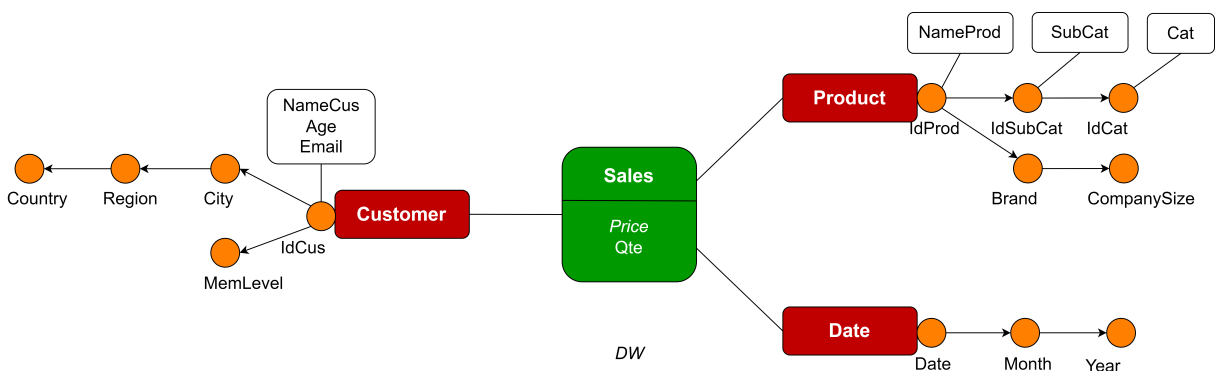 NameProd
SubCat
Cat
Product
IdProd
IdSubCat
IdCat
Brand
CompanySize
NameCus
Age
Email
Country
Region
City
Customer
IdCus
MemLevel
Sales
Price
Qte
Date
Date
Month
Year
DW